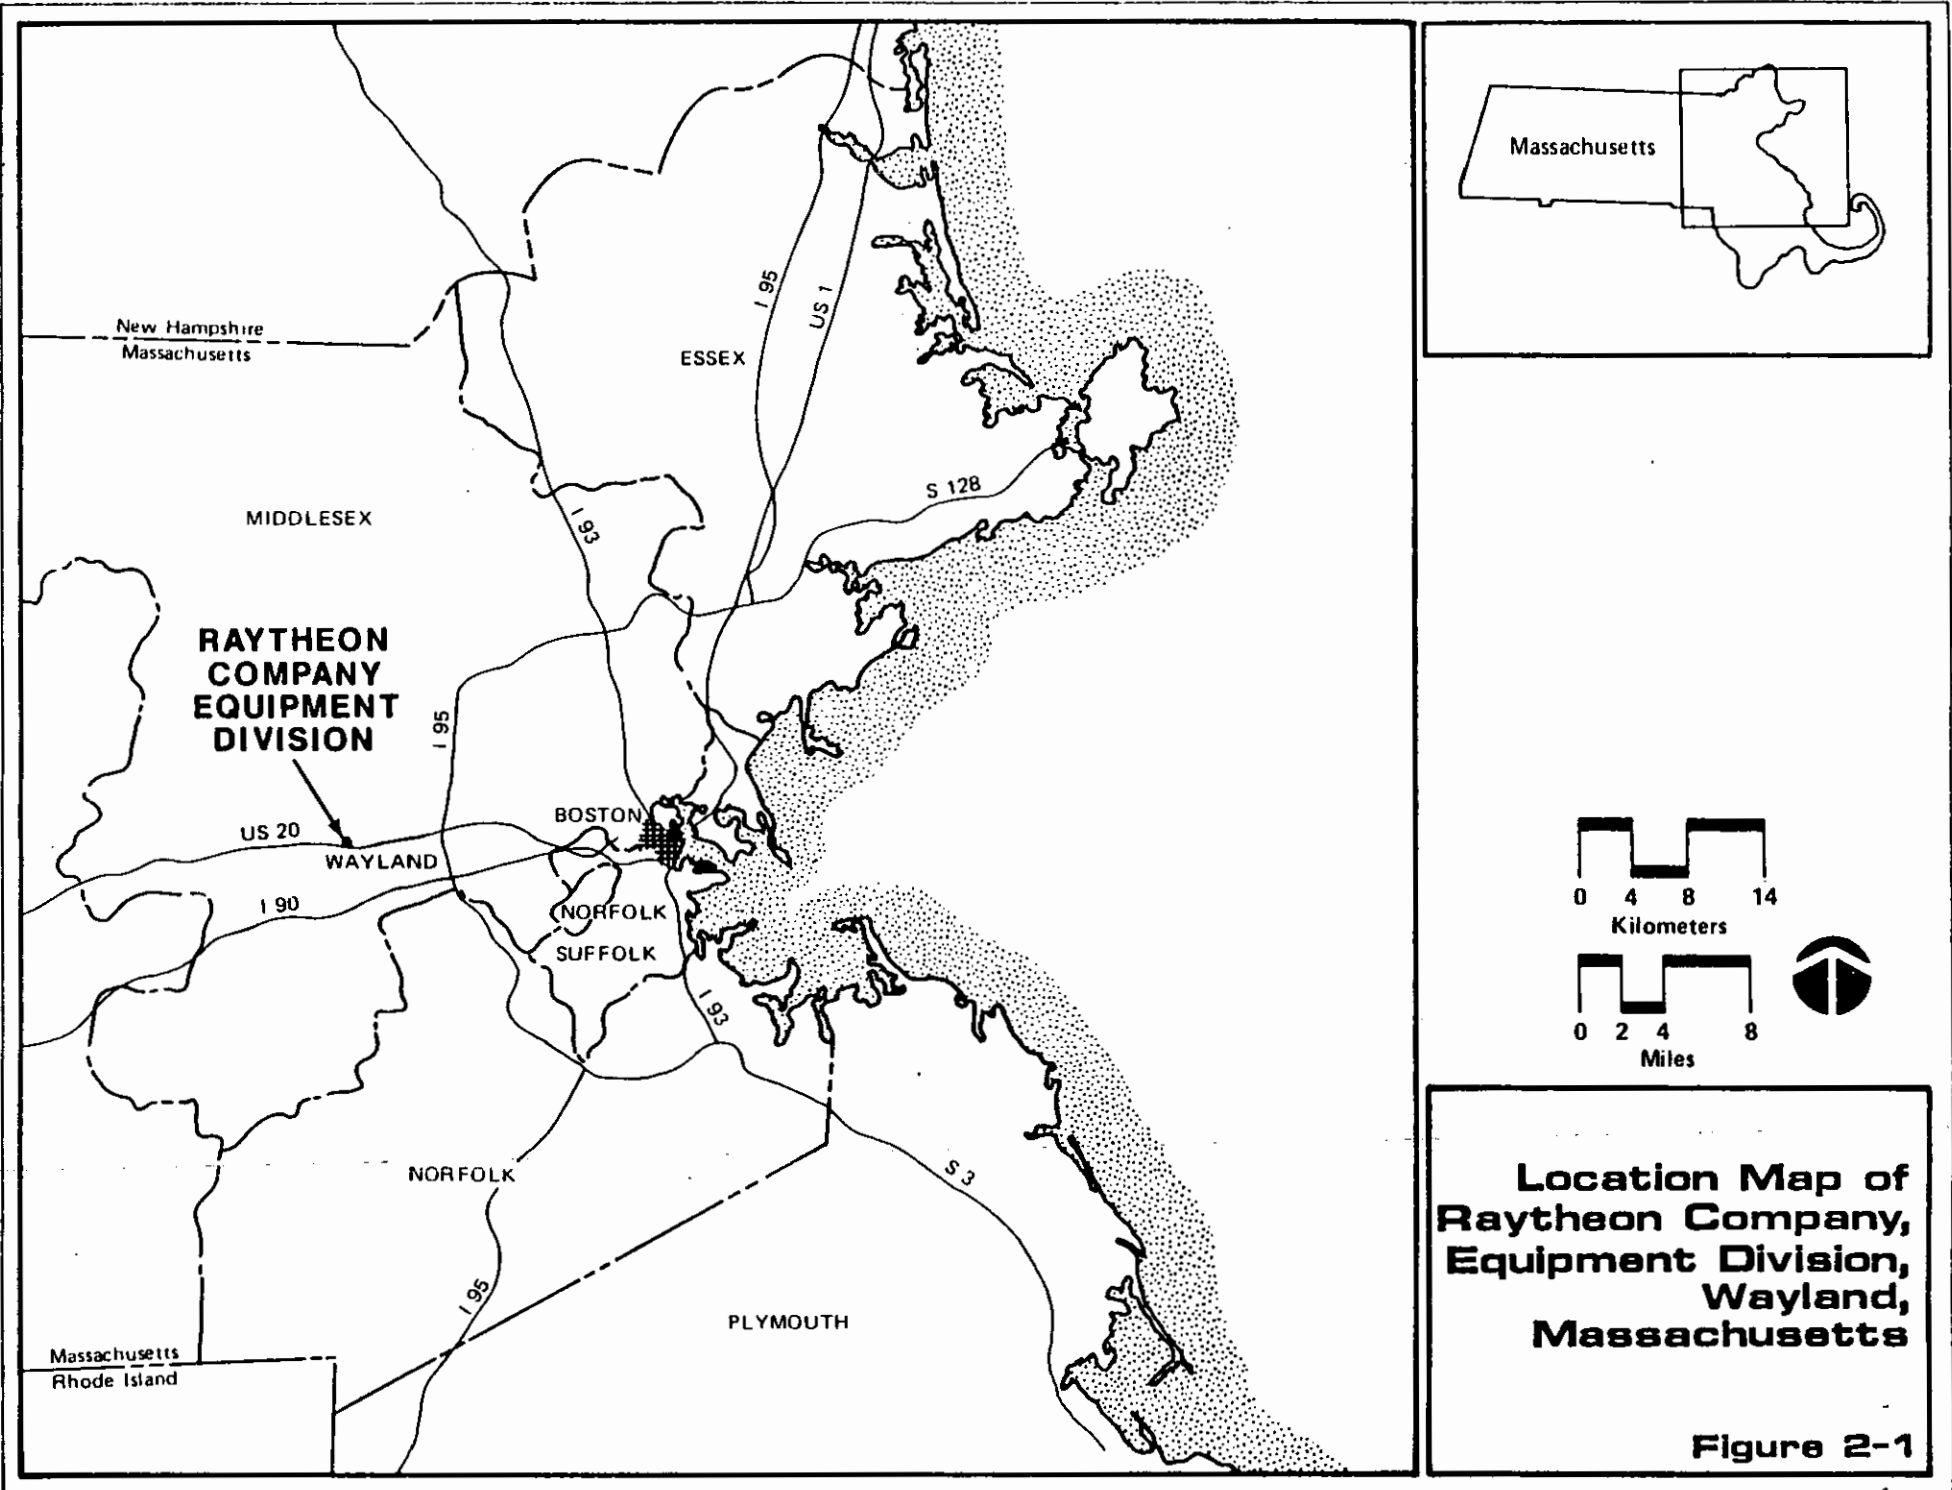 New Hampshire
Massachusetts
ESSEX
I 95
US 1
S 128
MIDDLESEX
I 93
RAYTHEON
COMPANY
EQUIPMENT
DIVISION
I 95
BOSTON
US 20
WAYLAND
I 90
NORFOLK
SUFFOLK
I 93
NORFOLK
S 3
I 95
PLYMOUTH
Massachusetts
Rhode Island
Massachusetts
0 4 8 14
Kilometers
0 2 4 8
Miles
Location Map of
Raytheon Company,
Equipment Division,
Wayland,
Massachusetts
Figure 2-1